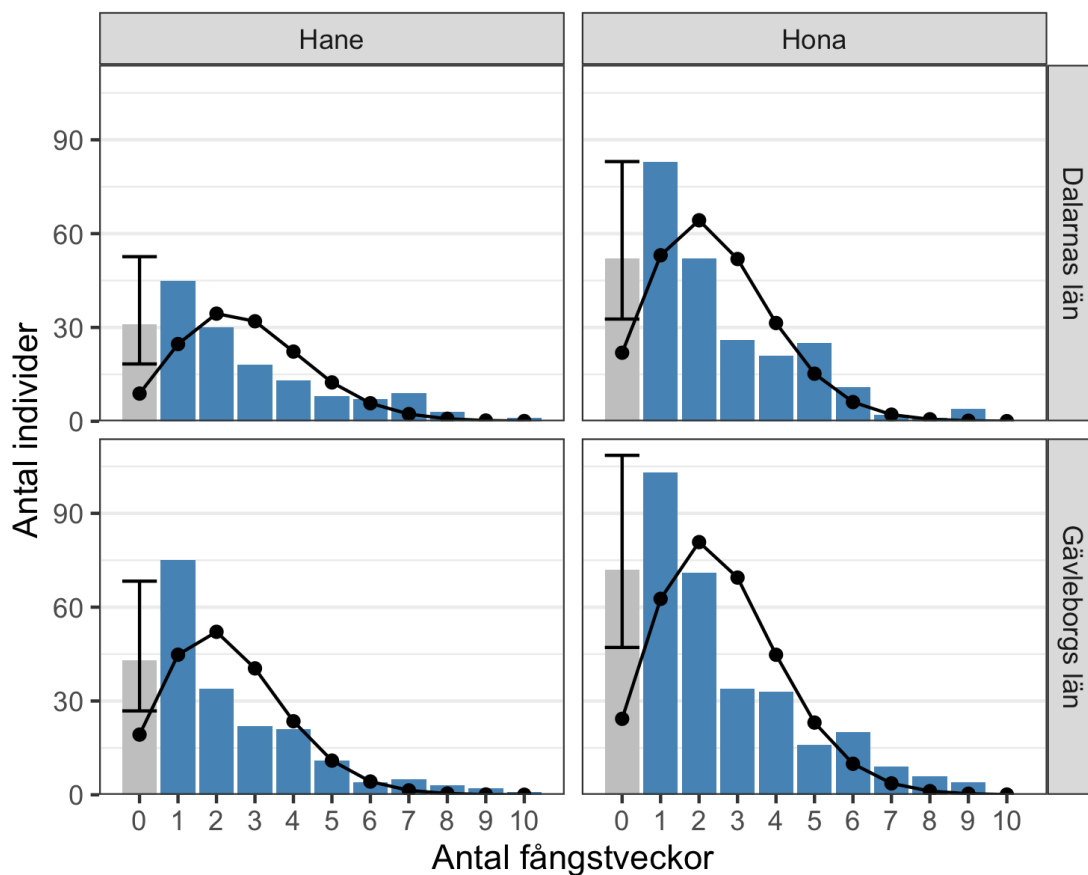 Hane
Hona
90
60
30
0
Dalarnas län
90
60
30
0
Gävleborgs län
0 1 2 3 4 5 6 7 8 9 10
0 1 2 3 4 5 6 7 8 9 10
Antal individer
Antal fångstveckor